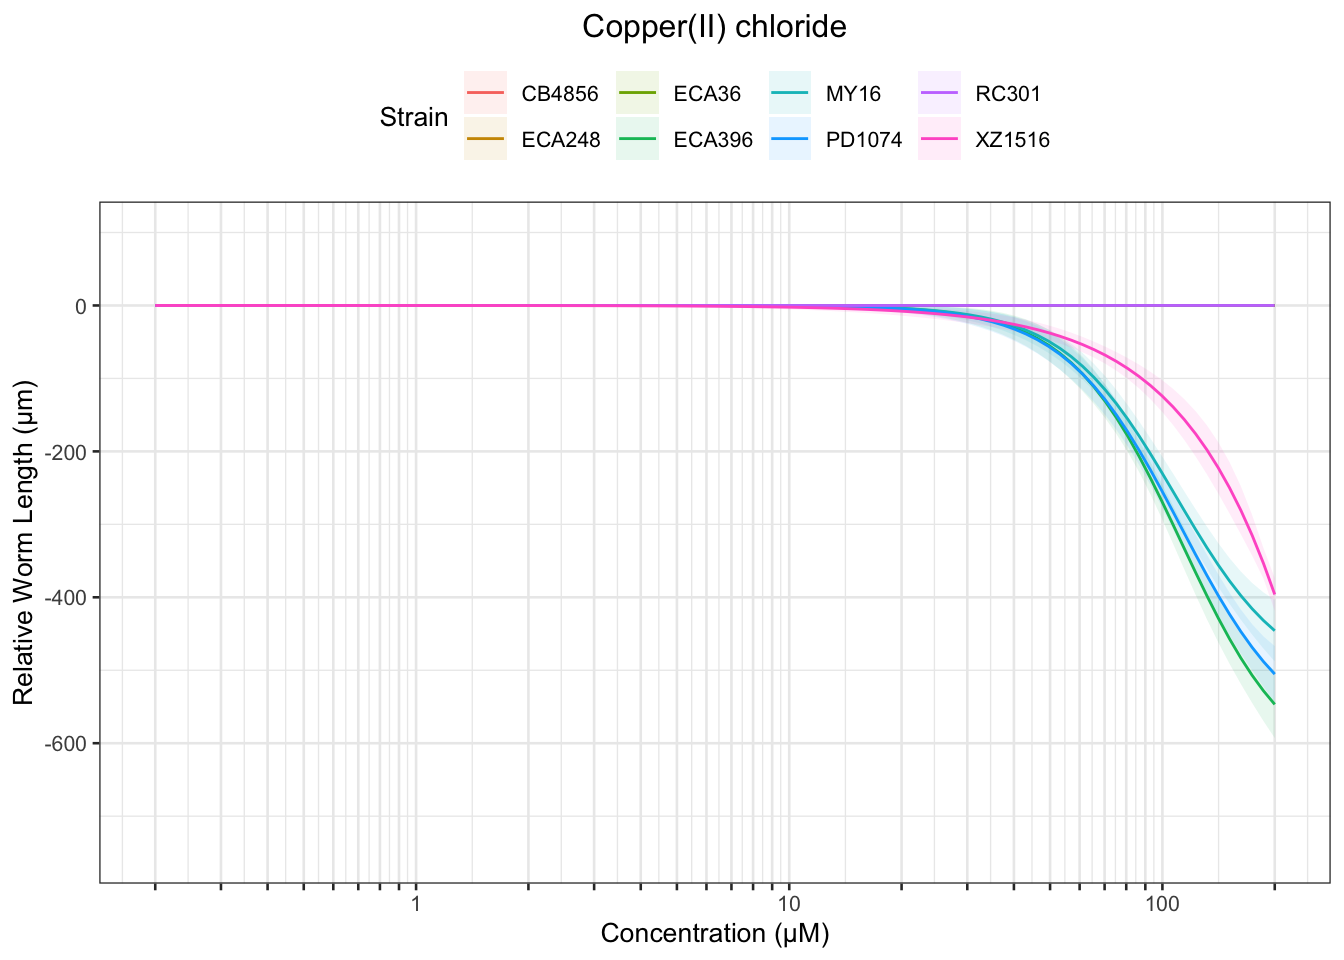 Copper(II) chloride
Strain
CB4856 ECA36 MY16 RC301
ECA248 ECA396 PD1074 XZ1516
Relative Worm Length (µm)
0
-200
-400
-600
1 10 100
Concentration (µM)